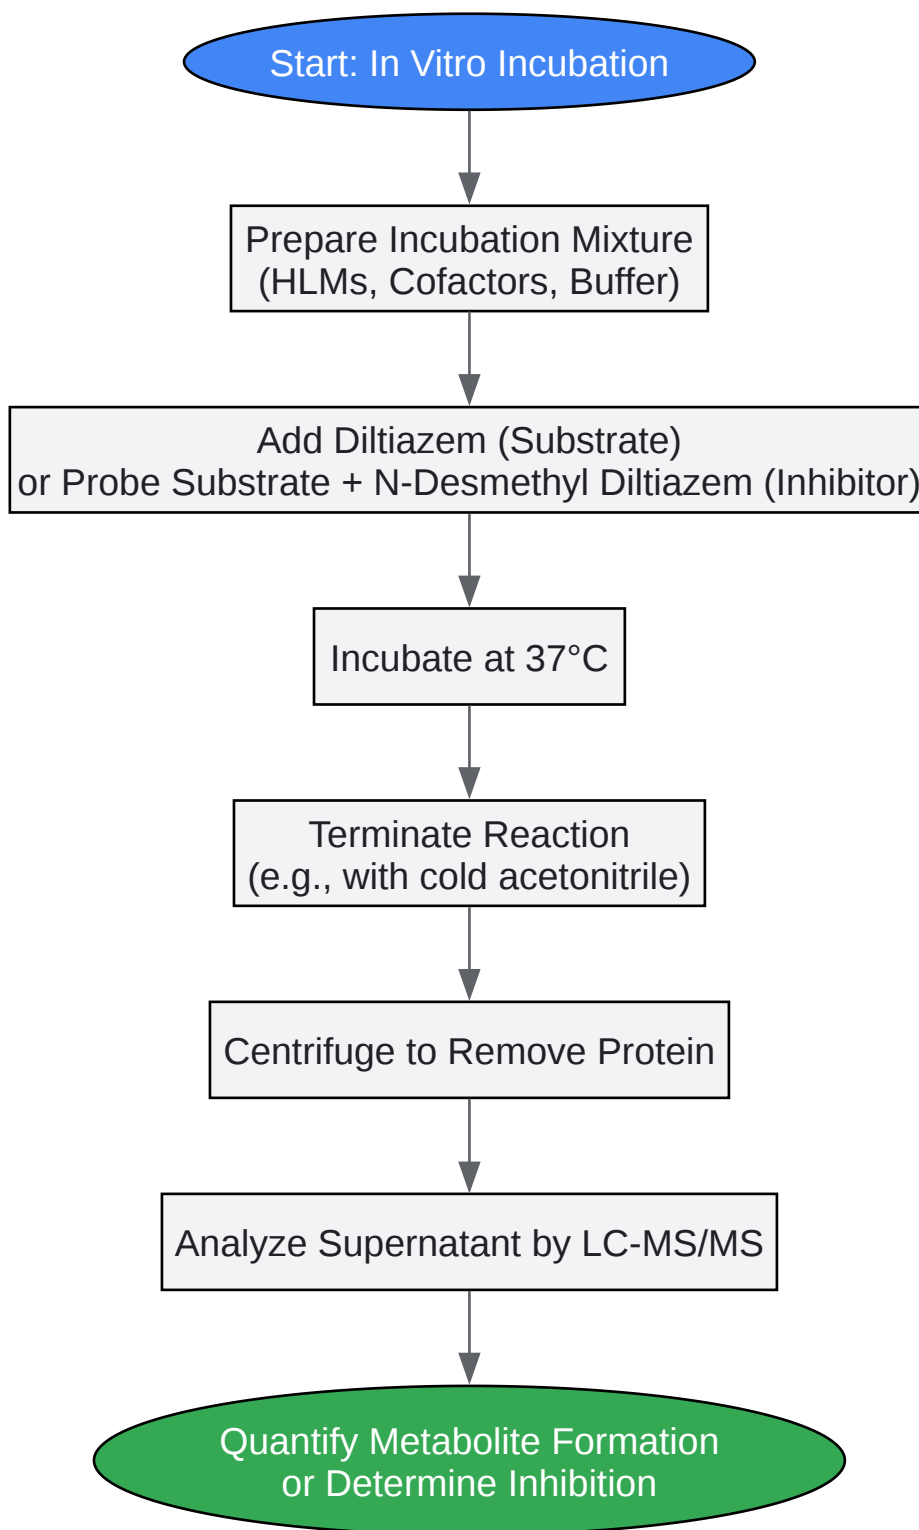 Start: In Vitro Incubation
Prepare Incubation Mixture
(HLMs, Cofactors, Buffer)
Add Diltiazem (Substrate)
or Probe Substrate + N-Desmethyl Diltiazem (Inhibitor)
Incubate at 37°C
Terminate Reaction
(e.g., with cold acetonitrile)
Centrifuge to Remove Protein
Analyze Supernatant by LC-MS/MS
Quantify Metabolite Formation
or Determine Inhibition